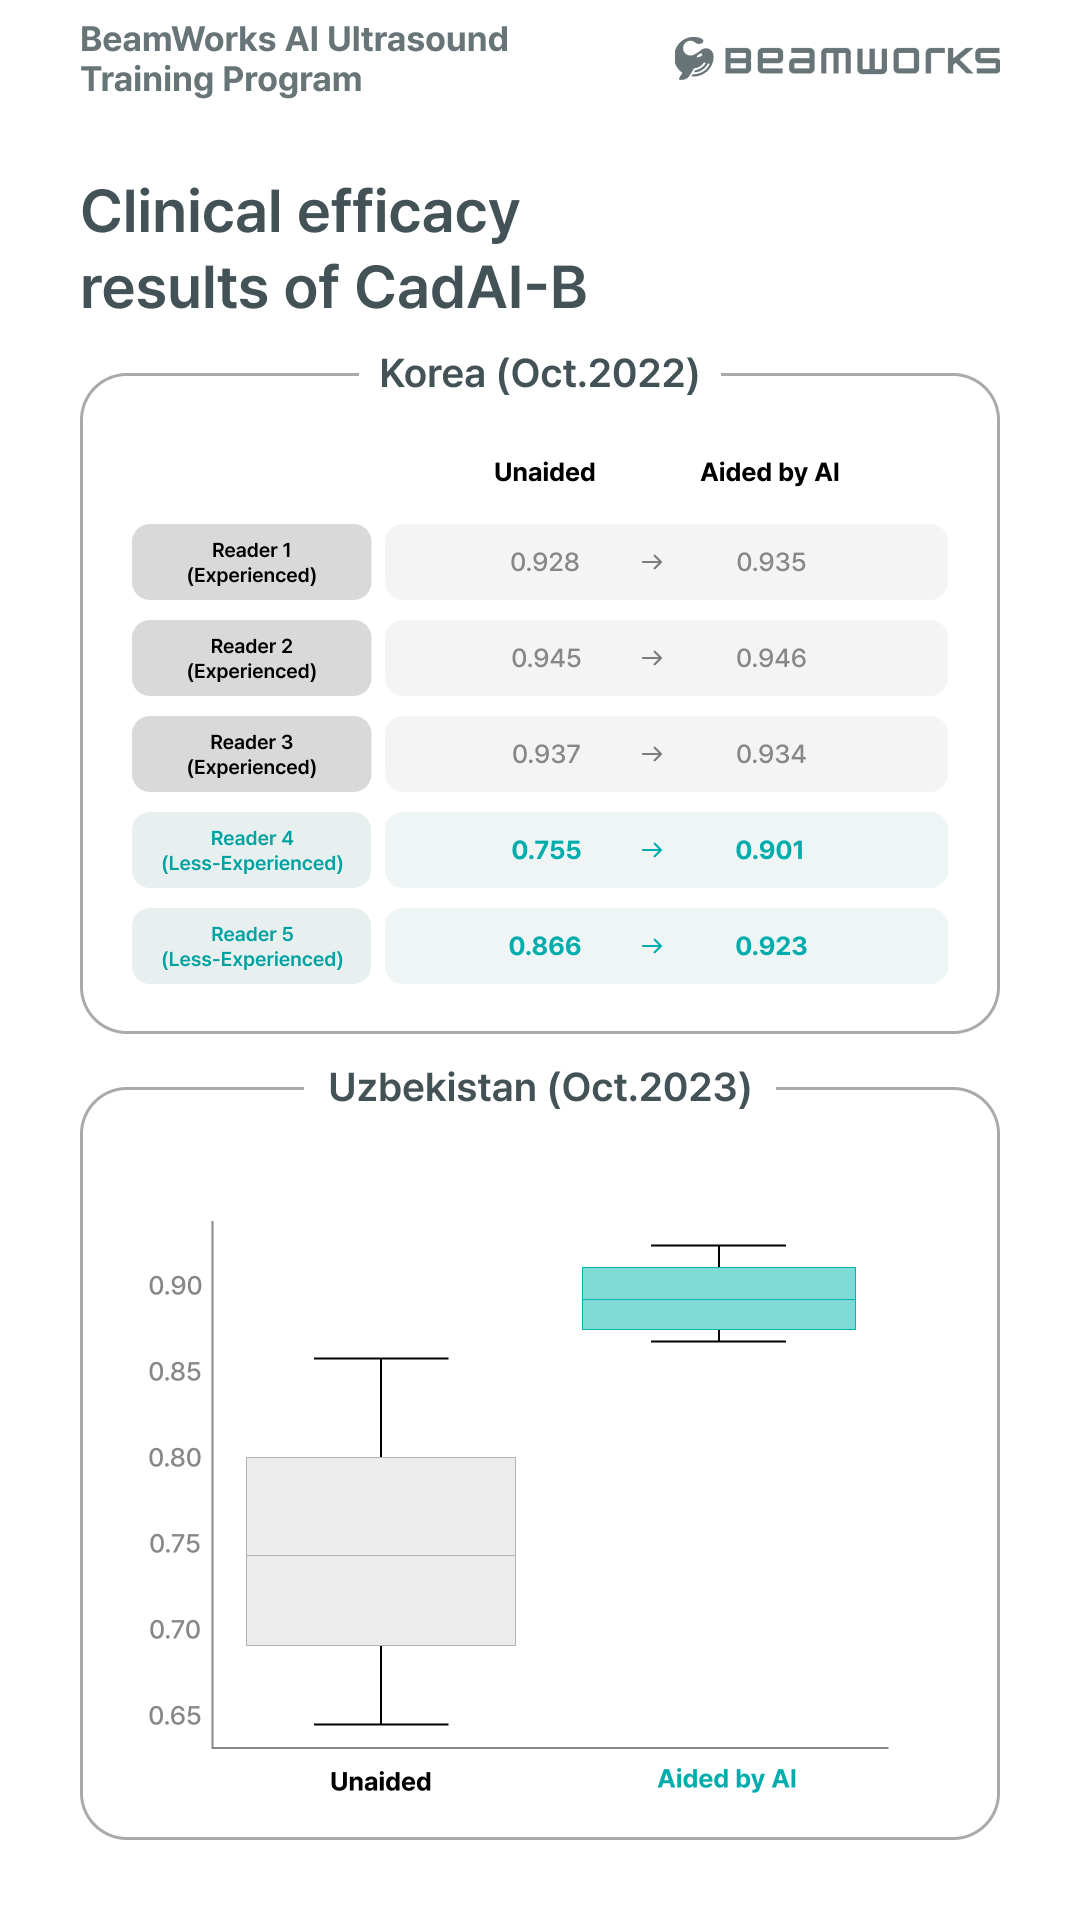 BeamWorks AI Ultrasound
Training Program
BEAMWORKS
Clinical efficacy
results of CadAI-B
Korea (Oct.2022)
Unaided Aided by AI
Reader 1
(Experienced)
0.928 → 0.935
Reader 2
(Experienced)
0.945 → 0.946
Reader 3
(Experienced)
0.937 → 0.934
Reader 4
(Less-Experienced)
0.755 → 0.901
Reader 5
(Less-Experienced)
0.866 → 0.923
Uzbekistan (Oct.2023)
0.90
0.85
0.80
0.75
0.70
0.65
Unaided Aided by AI